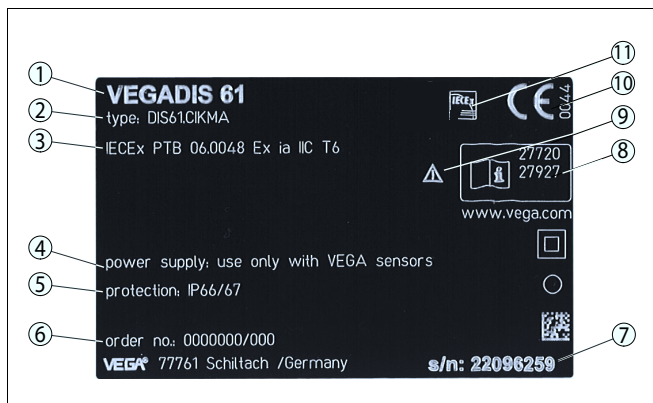 1 VEGADIS 61
2 type: DIS61.CIKMA
3 IECEx PTB 06.0048 Ex ia IIC T6
11 IECEx
10 CE 0044
9
8 27720
27927
www.vega.com
4 power supply: use only with VEGA sensors
5 protection: IP66/67
6 order no.: 0000000/000
VEGA® 77761 Schiltach /Germany
7 s/n: 22096259